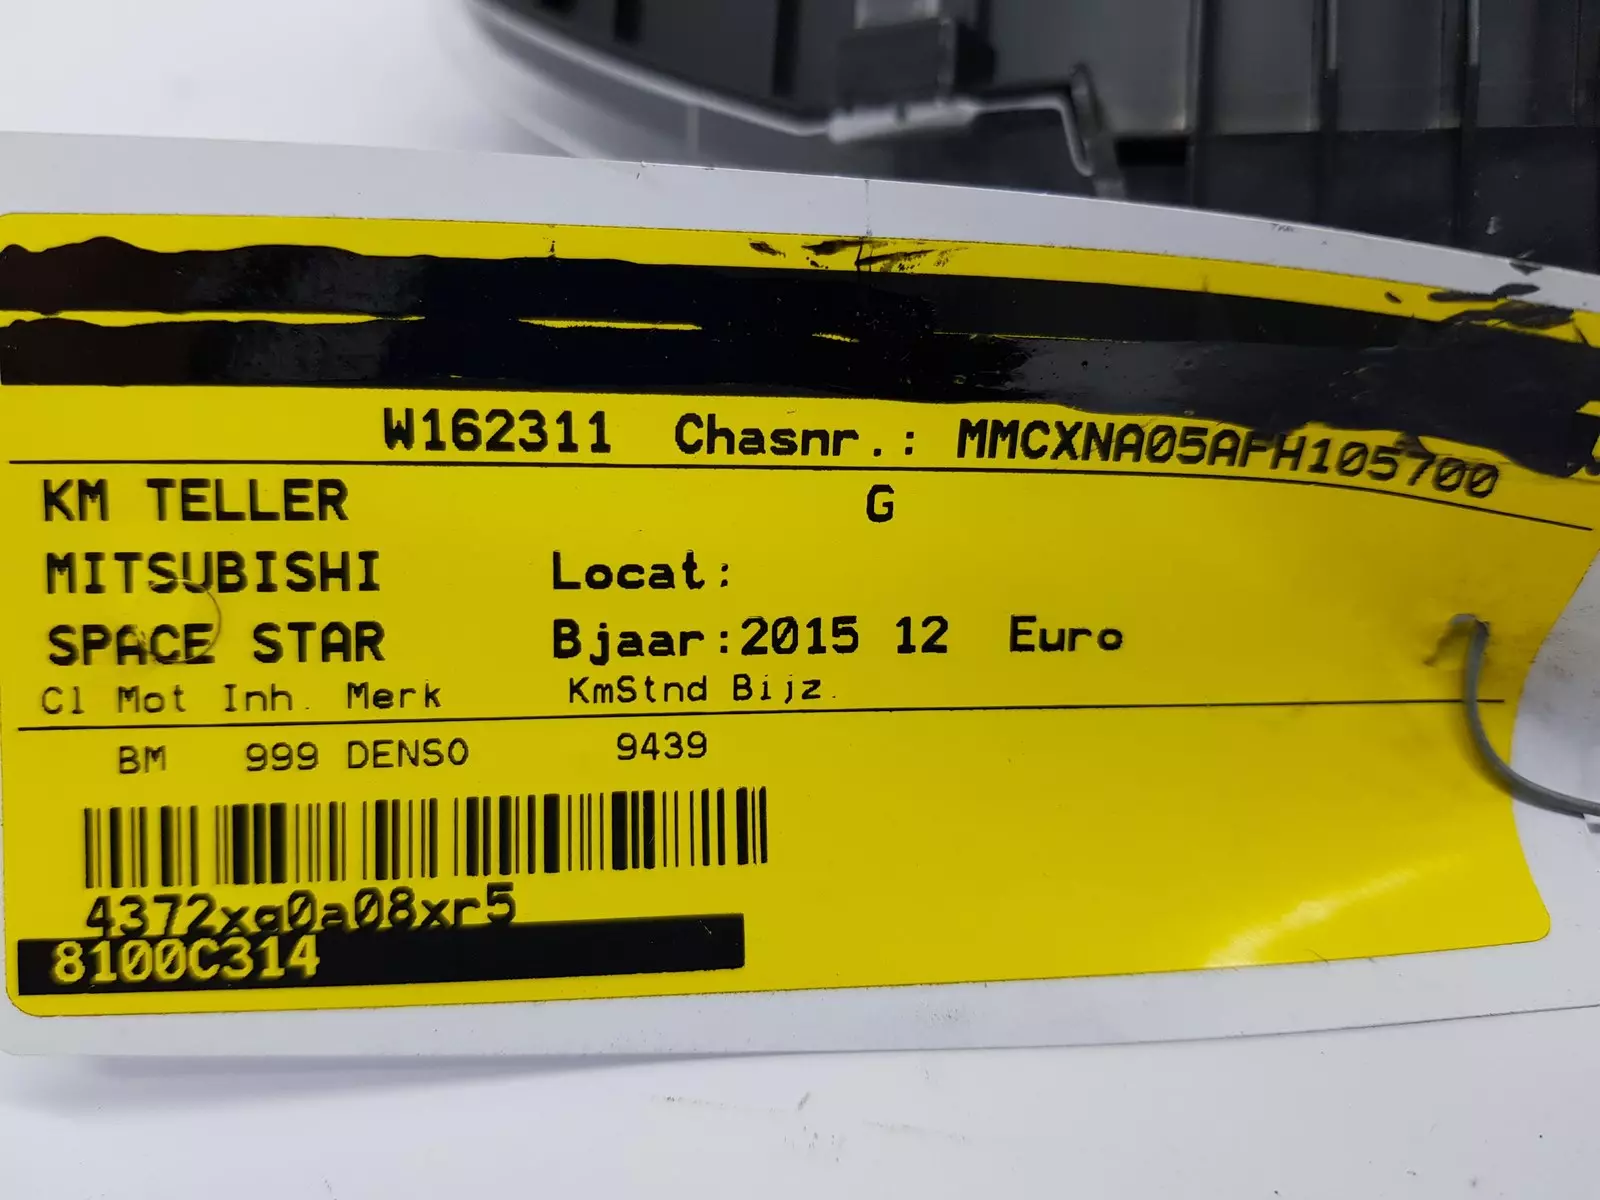 W162311 Chasnr.: MMCXNA05AFH105700
KM TELLER G
MITSUBISHI Locat:
SPACE STAR Bjaar:2015 12 Euro
Cl Mot Inh. Merk KmStnd Bijz.
BM 999 DENSO 9439
4372xq0a08xr5
8100C314